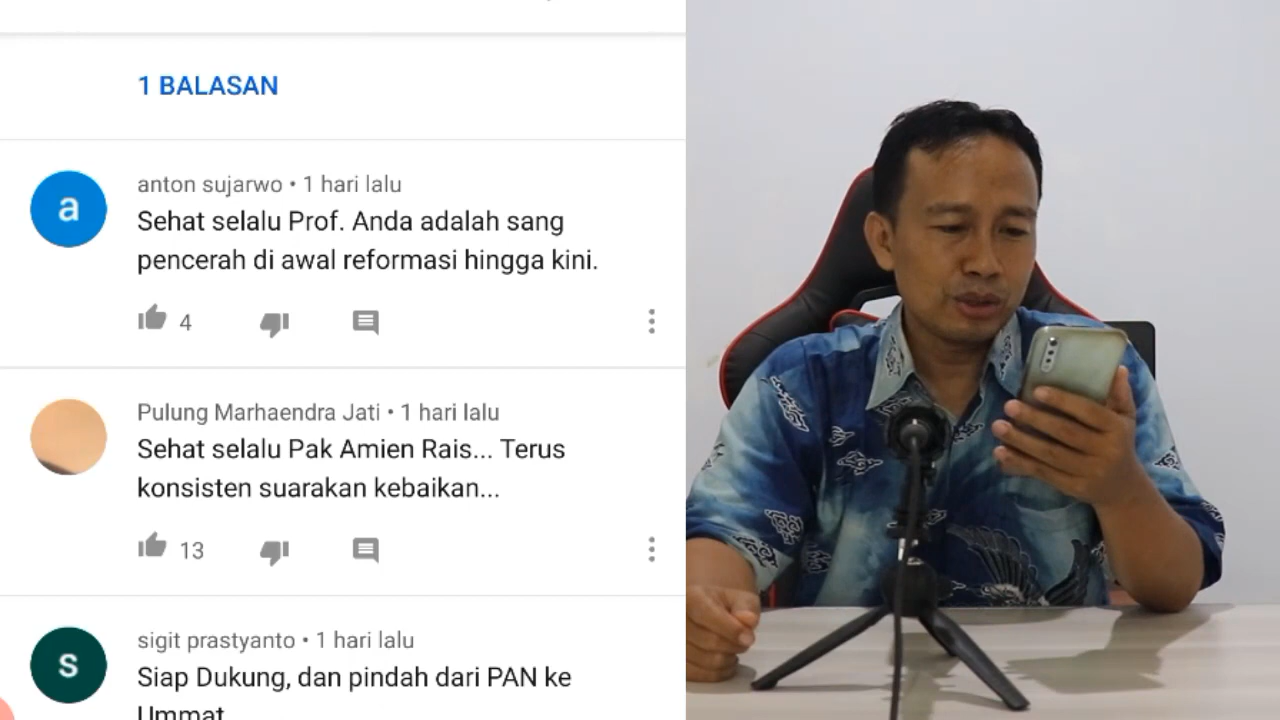 1 BALASAN
a
anton sujarwo • 1 hari lalu
Sehat selalu Prof. Anda adalah sang
pencerah di awal reformasi hingga kini.
4
Pulung Marhaendra Jati • 1 hari lalu
Sehat selalu Pak Amien Rais... Terus
konsisten suarakan kebaikan...
13
s
sigit prastyanto • 1 hari lalu
Siap Dukung, dan pindah dari PAN ke
Ummat